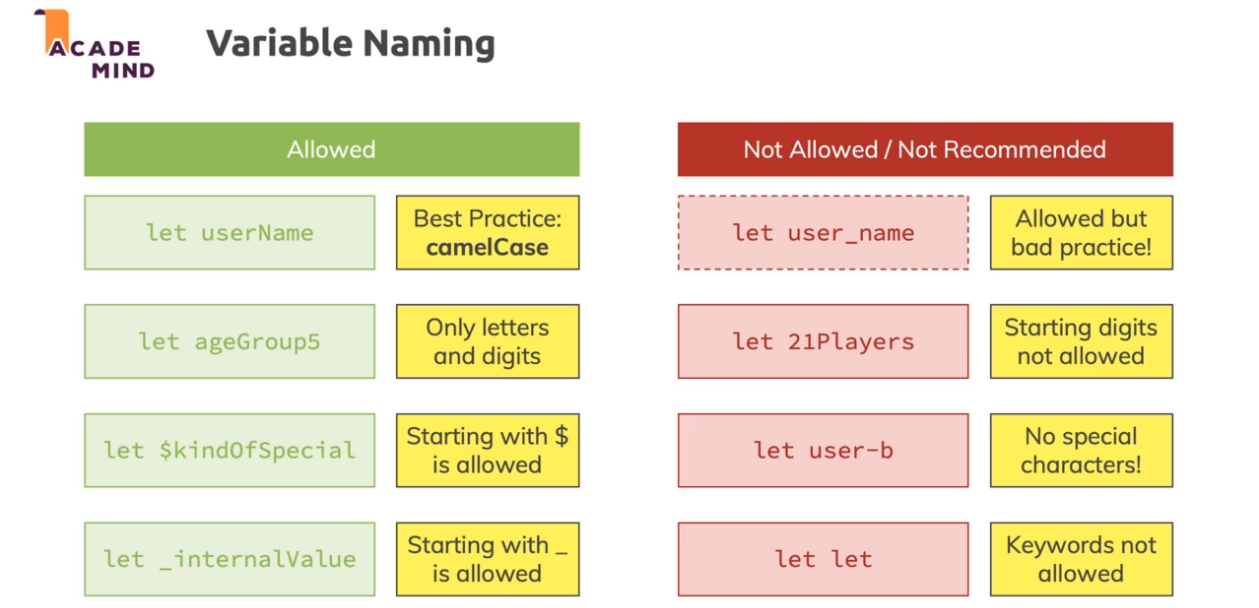 ACADE
MIND
Variable Naming
Allowed
let userName
Best Practice:
camelCase
let ageGroup5
Only letters
and digits
let $kindOfSpecial
Starting with $
is allowed
let _internalValue
Starting with _
is allowed
Not Allowed / Not Recommended
let user_name
Allowed but
bad practice!
let 21Players
Starting digits
not allowed
let user-b
No special
characters!
let let
Keywords not
allowed